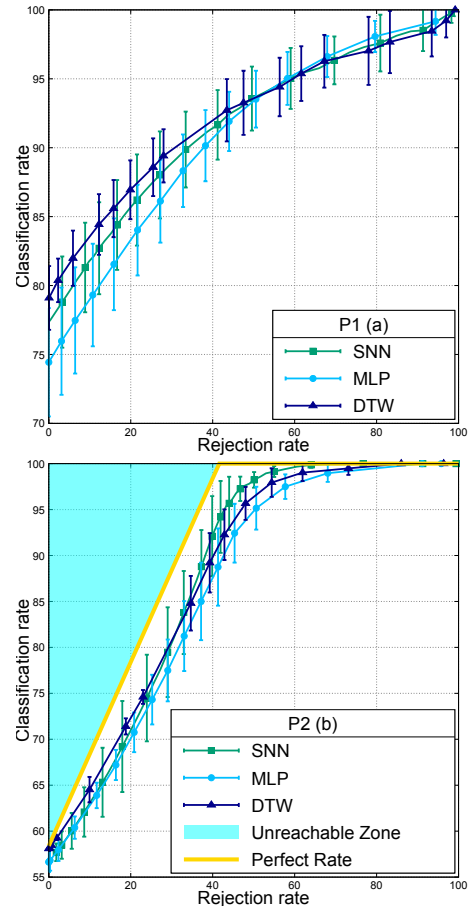 100
95
90
85
80
75
70
Classification rate
P1 (a)
SNN
MLP
DTW
0 20 40 60 80 100
Rejection rate
100
95
90
85
80
75
70
65
60
55
Classification rate
P2 (b)
SNN
MLP
DTW
Unreachable Zone
Perfect Rate
0 20 40 60 80 100
Rejection rate